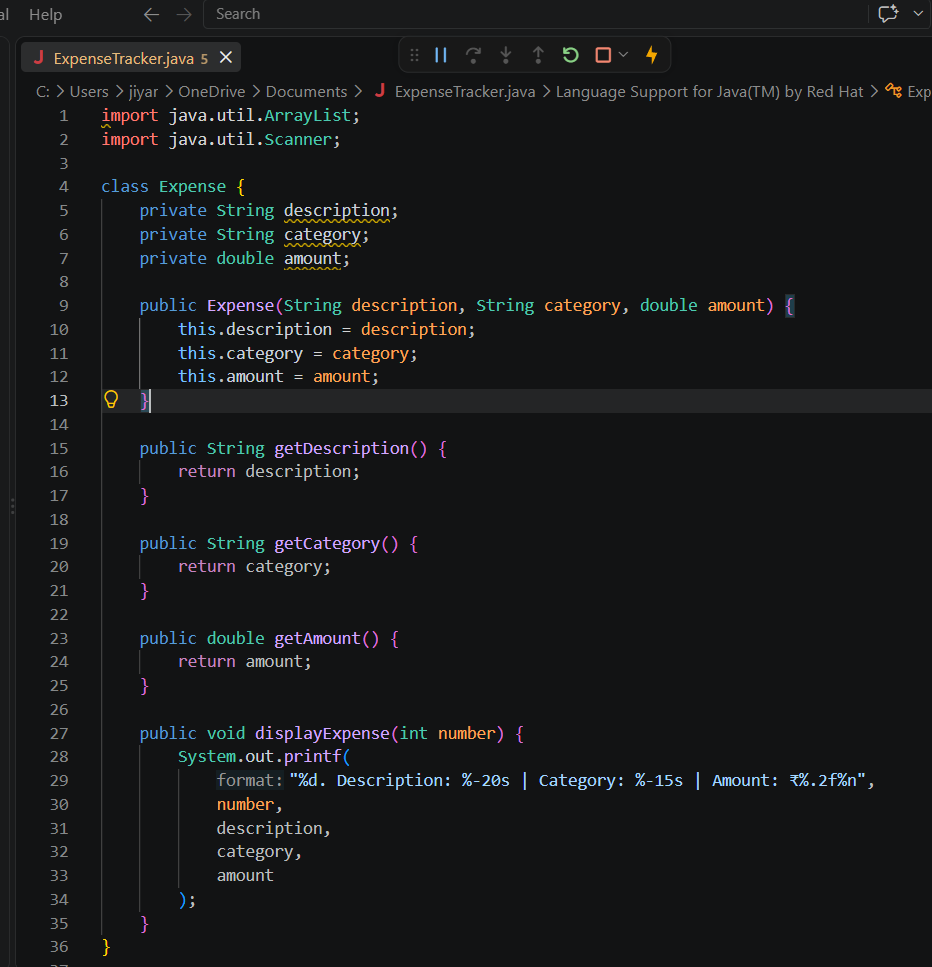 Help
Search
J ExpenseTracker.java 5
C: > Users > jiyar > OneDrive > Documents > J ExpenseTracker.java > Language Support for Java(TM) by Red Hat > Exp
1 import java.util.ArrayList;
2 import java.util.Scanner;
3
4 class Expense {
5     private String description;
6     private String category;
7     private double amount;
8
9     public Expense(String description, String category, double amount) {
10         this.description = description;
11         this.category = category;
12         this.amount = amount;
13     }
14
15     public String getDescription() {
16         return description;
17     }
18
19     public String getCategory() {
20         return category;
21     }
22
23     public double getAmount() {
24         return amount;
25     }
26
27     public void displayExpense(int number) {
28         System.out.printf(
29             format: "%d. Description: %-20s | Category: %-15s | Amount: ₹%.2f%n",
30             number,
31             description,
32             category,
33             amount
34         );
35     }
36 }